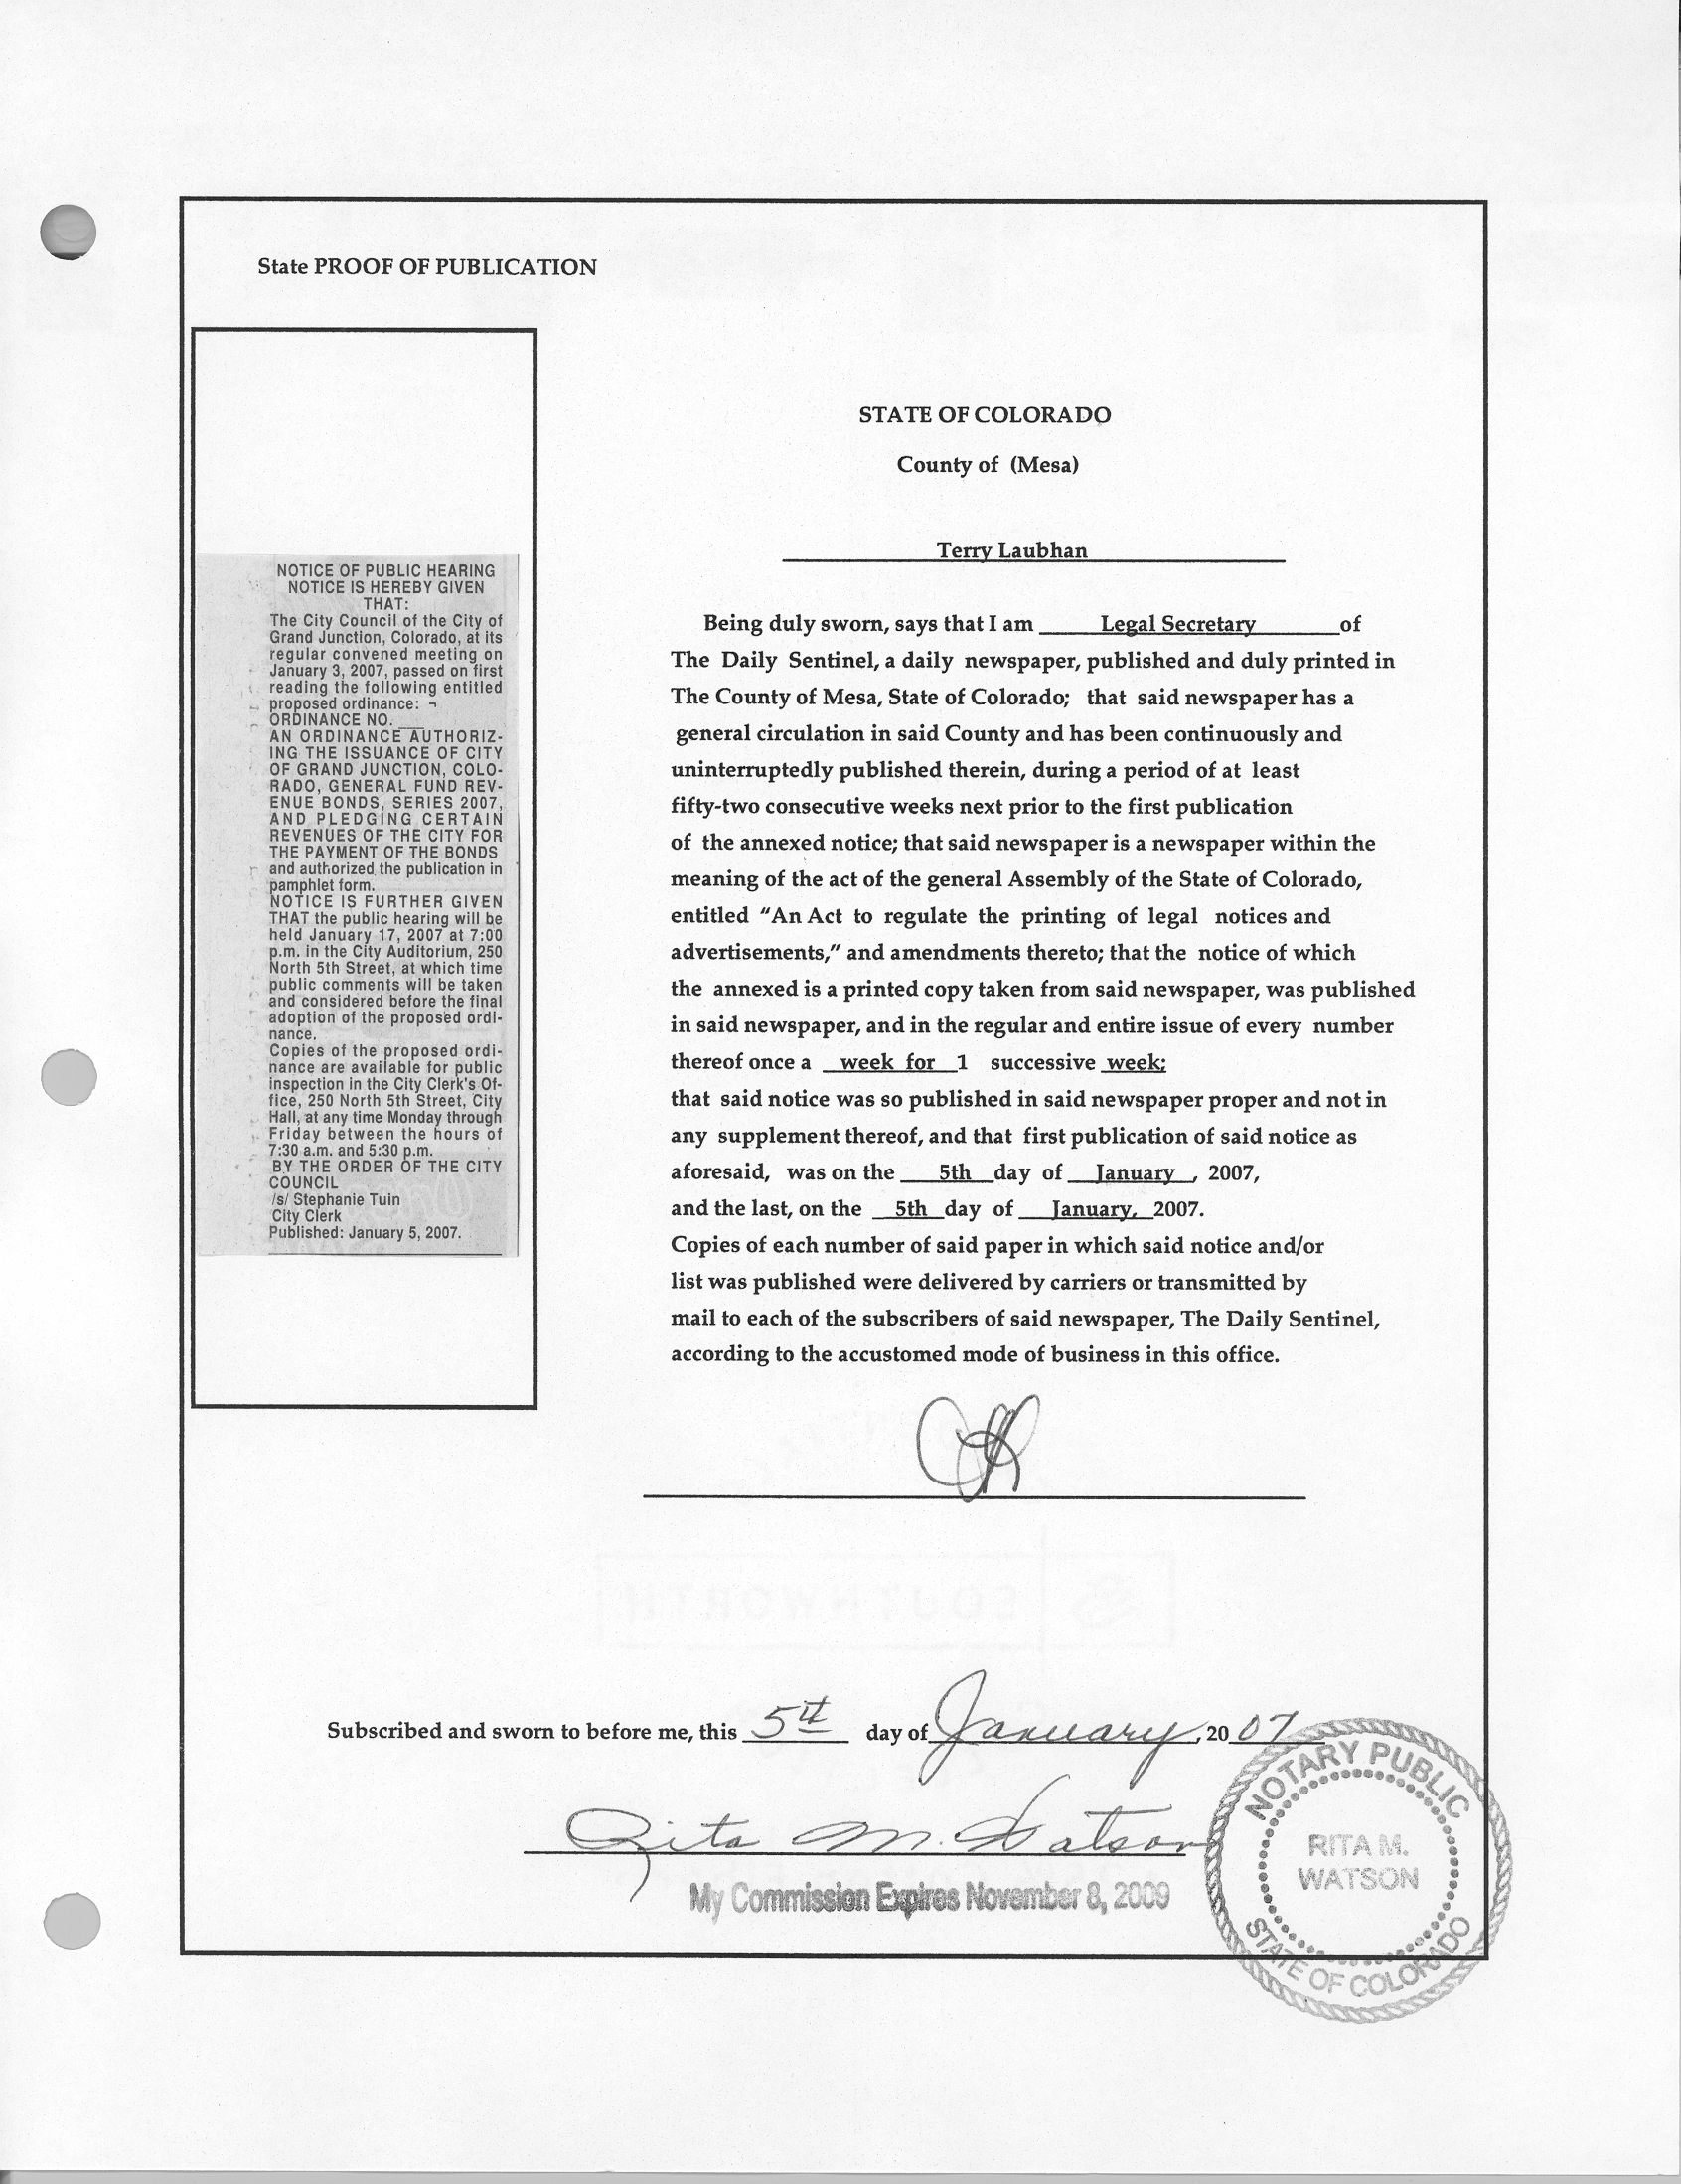 State PROOF OF PUBLICATION
NOTICE OF PUBLIC HEARING
NOTICE IS HEREBY GIVEN
THAT:
The City Council of the City of
Grand Junction, Colorado, at its
regular convened meeting on
January 3, 2007, passed on first
reading the following entitled
proposed ordinance: ¬
ORDINANCE NO.___
AN ORDINANCE AUTHORIZ-
ING THE ISSUANCE OF CITY
OF GRAND JUNCTION, COLO-
RADO, GENERAL FUND REV-
ENUE BONDS, SERIES 2007,
AND PLEDGING CERTAIN
REVENUES OF THE CITY FOR
THE PAYMENT OF THE BONDS
and authorized the publication in
pamphlet form.
NOTICE IS FURTHER GIVEN
THAT the public hearing will be
held January 17, 2007 at 7:00
p.m. in the City Auditorium, 250
North 5th Street, at which time
public comments will be taken
and considered before the final
adoption of the proposed ordi-
nance.
Copies of the proposed ordi-
nance are available for public
inspection in the City Clerk's Of-
fice, 250 North 5th Street, City
Hall, at any time Monday through
Friday between the hours of
7:30 a.m. and 5:30 p.m.
BY THE ORDER OF THE CITY
COUNCIL
/s/ Stephanie Tuin
City Clerk
Published: January 5, 2007.
STATE OF COLORADO
County of (Mesa)
Terry Laubhan
Being duly sworn, says that I am Legal Secretary of
The Daily Sentinel, a daily newspaper, published and duly printed in
The County of Mesa, State of Colorado; that said newspaper has a
general circulation in said County and has been continuously and
uninterruptedly published therein, during a period of at least
fifty-two consecutive weeks next prior to the first publication
of the annexed notice; that said newspaper is a newspaper within the
meaning of the act of the general Assembly of the State of Colorado,
entitled “An Act to regulate the printing of legal notices and
advertisements,” and amendments thereto; that the notice of which
the annexed is a printed copy taken from said newspaper, was published
in said newspaper, and in the regular and entire issue of every number
thereof once a week for 1 successive week;
that said notice was so published in said newspaper proper and not in
any supplement thereof, and that first publication of said notice as
aforesaid, was on the 5th day of January , 2007,
and the last, on the 5th day of January, 2007.
Copies of each number of said paper in which said notice and/or
list was published were delivered by carriers or transmitted by
mail to each of the subscribers of said newspaper, The Daily Sentinel,
according to the accustomed mode of business in this office.
SOUTHWORTH
Subscribed and sworn to before me, this 5th day of January, 20 07
Rita M. Watson
My Commission Expires November 8, 2009
NOTARY PUBLIC
RITA M.
WATSON
STATE OF COLORADO